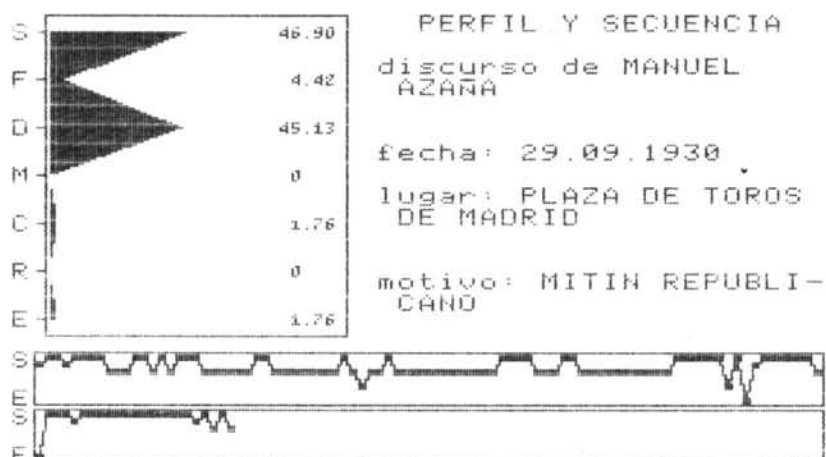 PERFIL Y SECUENCIA
discurso de MANUEL
AZAÑA
fecha: 29.09.1930
lugar: PLAZA DE TOROS
DE MADRID
motivo: MITIN REPUBLI-
CANO
S 46.90
F 4.42
D 45.13
M 0
C 1.76
R 0
E 1.76
S
E
S
E